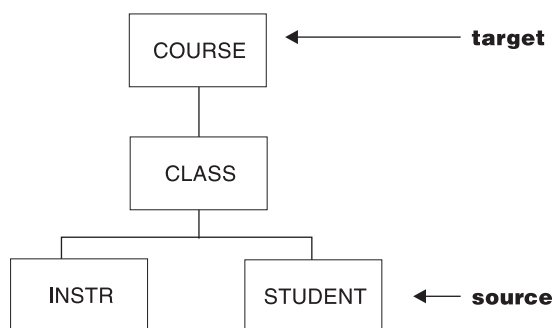 COURSE
target
CLASS
INSTR
STUDENT
source